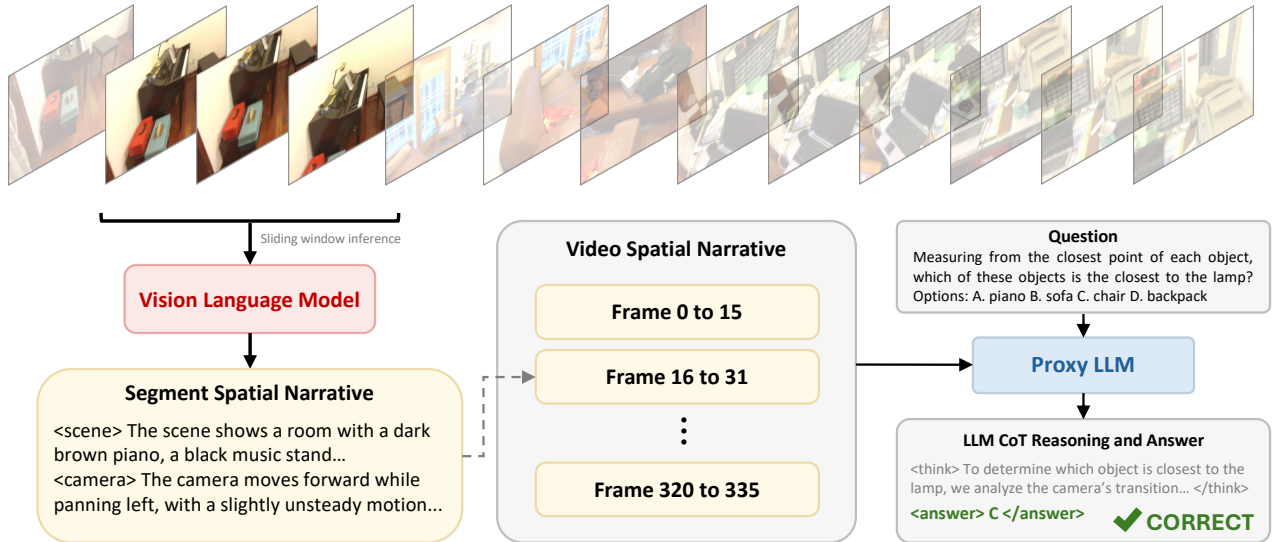 Sliding window inference
Vision Language Model
Segment Spatial Narrative
<scene> The scene shows a room with a dark
brown piano, a black music stand...
<camera> The camera moves forward while
panning left, with a slightly unsteady motion...
Video Spatial Narrative
Frame 0 to 15
Frame 16 to 31
⋮
Frame 320 to 335
Question
Measuring from the closest point of each object,
which of these objects is the closest to the lamp?
Options: A. piano B. sofa C. chair D. backpack
Proxy LLM
LLM CoT Reasoning and Answer
<think> To determine which object is closest to the
lamp, we analyze the camera's transition... </think>
<answer> C </answer>
CORRECT